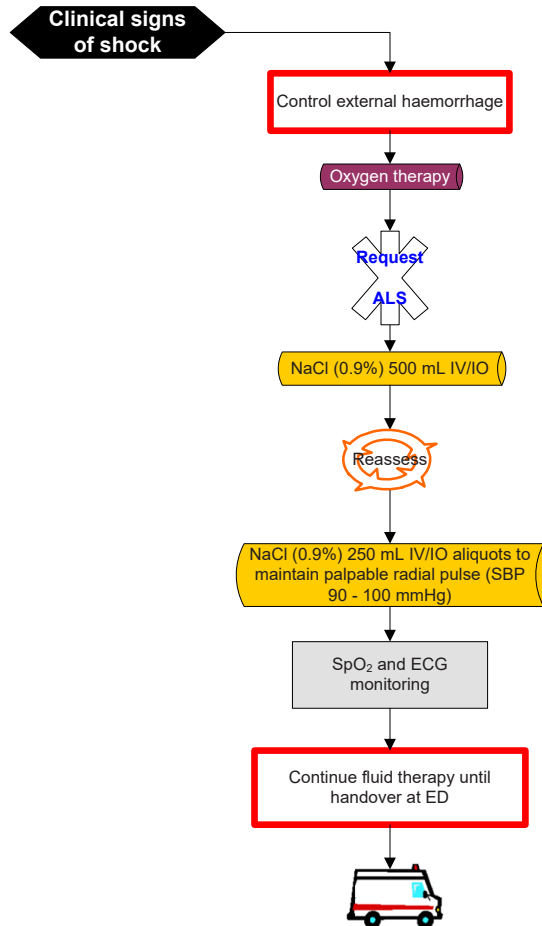 Clinical signs
of shock
Control external haemorrhage
Oxygen therapy
Request
ALS
NaCl (0.9%) 500 mL IV/IO
Reassess
NaCl (0.9%) 250 mL IV/IO aliquots to
maintain palpable radial pulse (SBP
90 - 100 mmHg)
SpO₂ and ECG
monitoring
Continue fluid therapy until
handover at ED